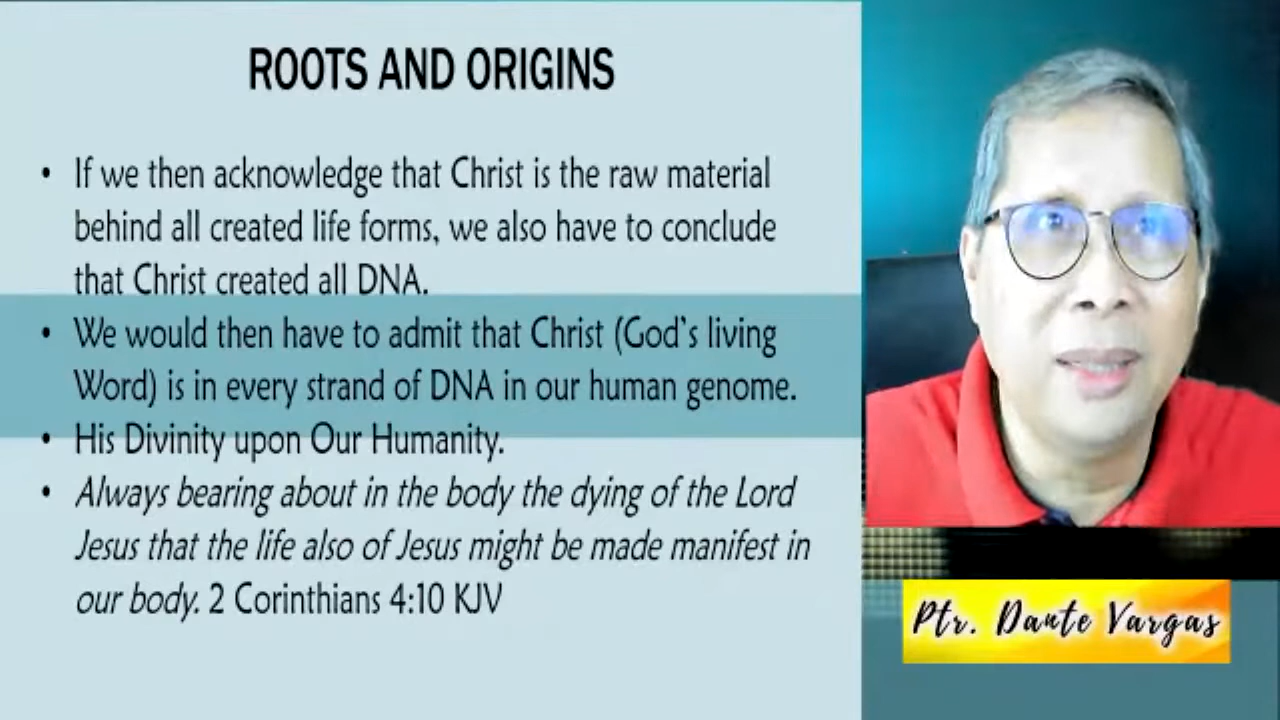 ROOTS AND ORIGINS
• If we then acknowledge that Christ is the raw material
behind all created life forms, we also have to conclude
that Christ created all DNA.
• We would then have to admit that Christ (God's living
Word) is in every strand of DNA in our human genome.
• His Divinity upon Our Humanity.
• Always bearing about in the body the dying of the Lord
Jesus that the life also of Jesus might be made manifest in
our body. 2 Corinthians 4:10 KJV
Ptr. Dante Vargas